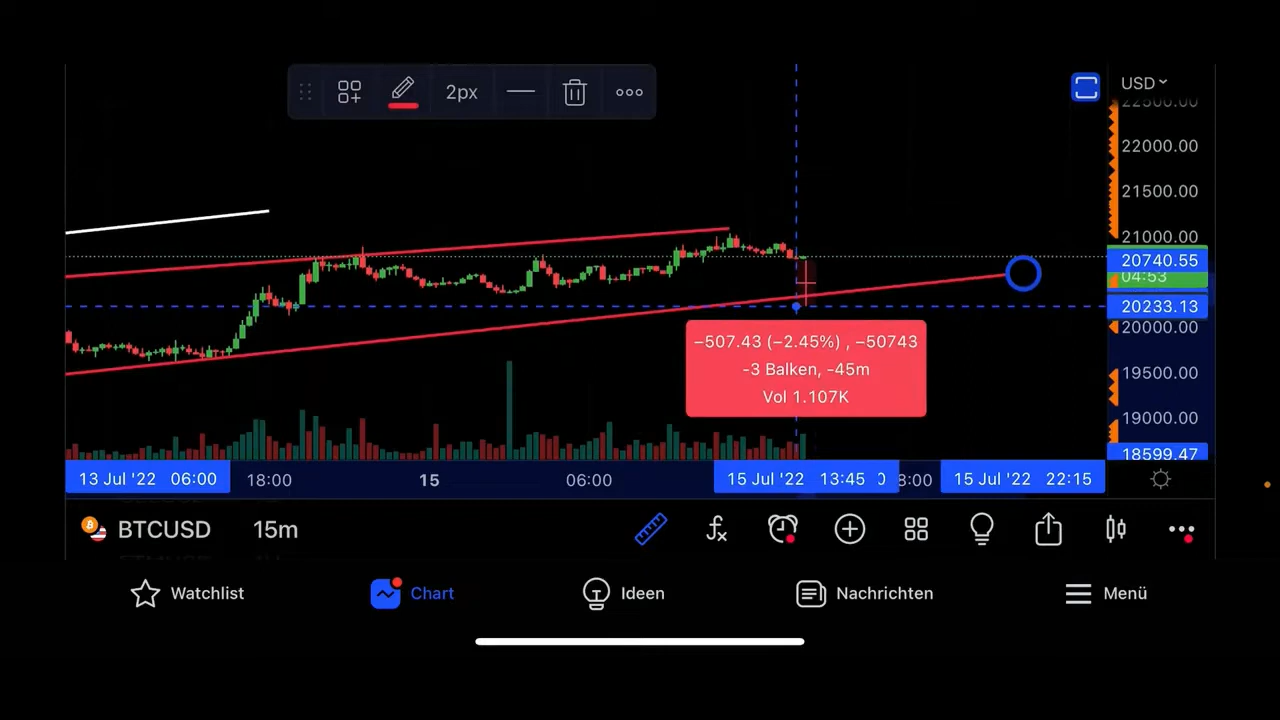 2px
USD
22500.00
22000.00
21500.00
21000.00
20740.55
04:53
20233.13
20000.00
19500.00
19000.00
18599.47
−507.43 (−2.45%) , −50743
-3 Balken, -45m
Vol 1.107K
13 Jul '22 06:00
18:00
15
06:00
15 Jul '22 13:45
8:00
15 Jul '22 22:15
BTCUSD
15m
Watchlist
Chart
Ideen
Nachrichten
Menü